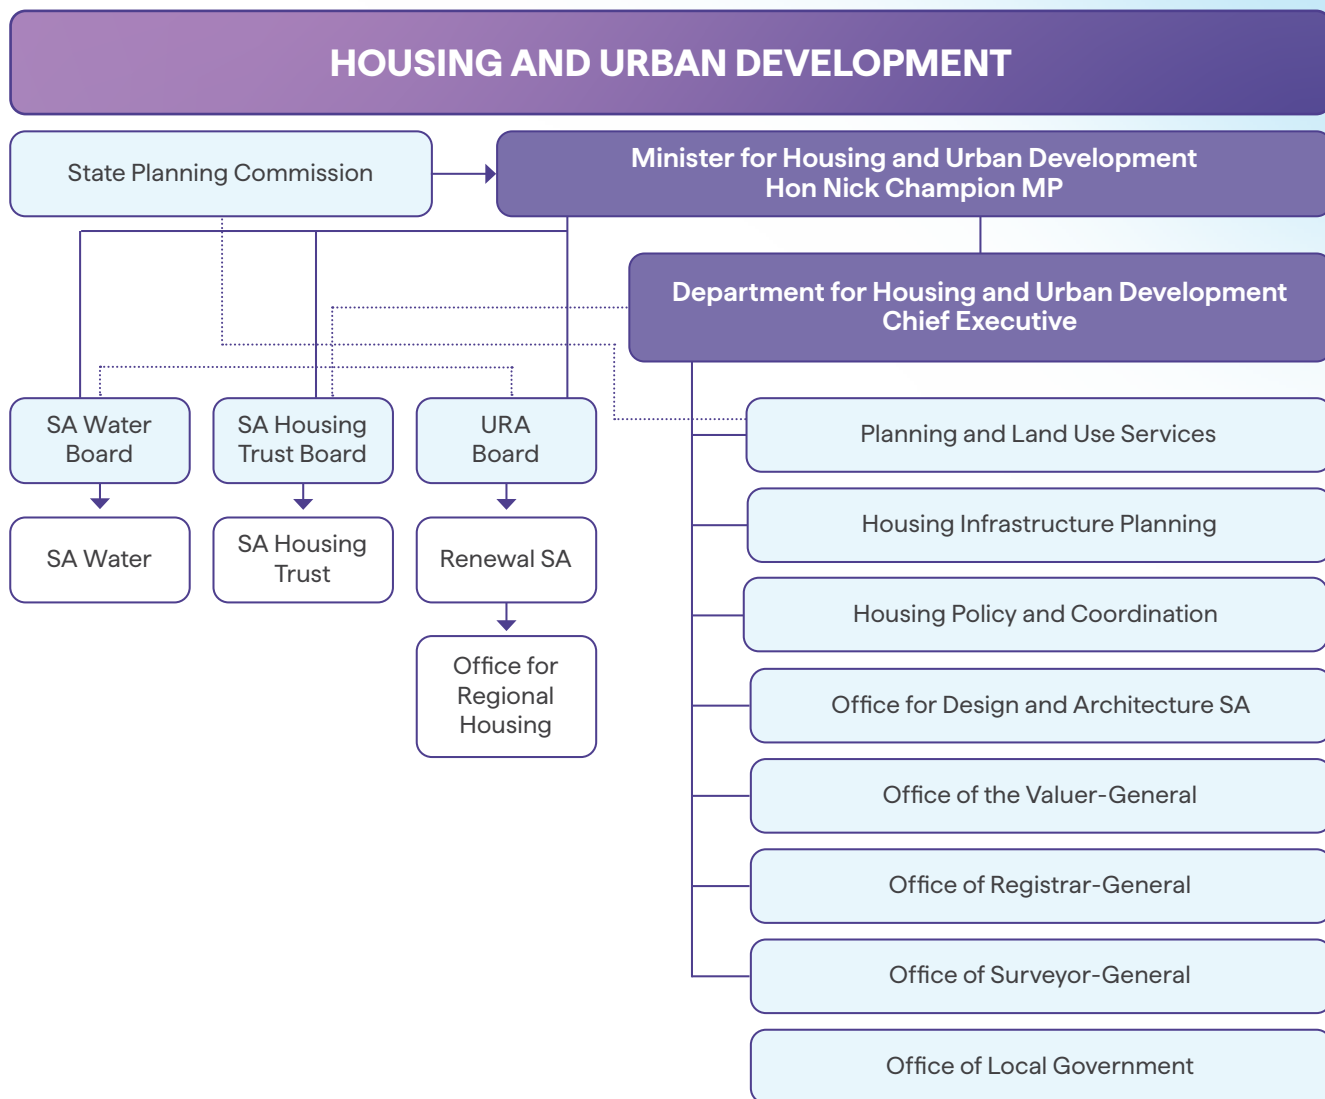 HOUSING AND URBAN DEVELOPMENT
State Planning Commission
Minister for Housing and Urban Development
Hon Nick Champion MP
Department for Housing and Urban Development
Chief Executive
SA Water
Board
SA Housing
Trust Board
URA
Board
SA Water
SA Housing
Trust
Renewal SA
Office for
Regional
Housing
Planning and Land Use Services
Housing Infrastructure Planning
Housing Policy and Coordination
Office for Design and Architecture SA
Office of the Valuer-General
Office of Registrar-General
Office of Surveyor-General
Office of Local Government